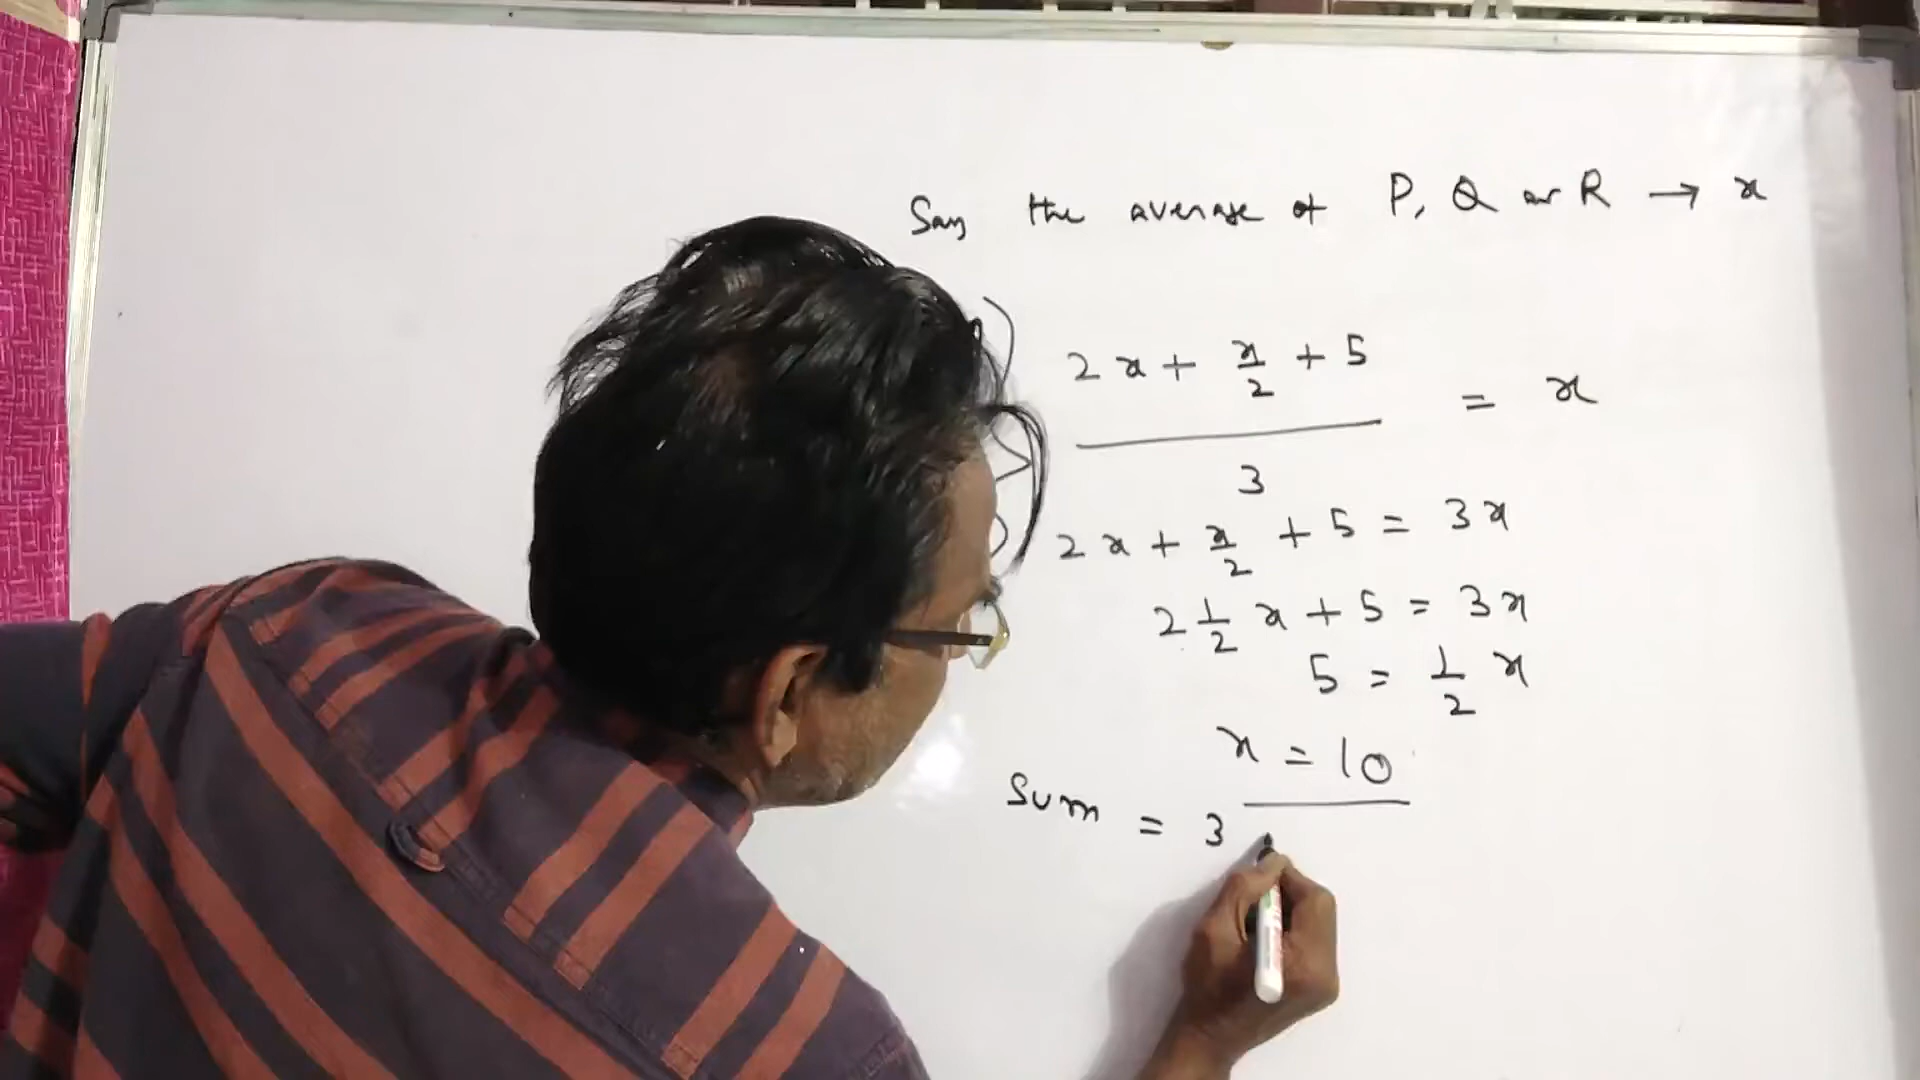 Say the average of P, Q or R → x
2x + x/2 + 5
3
= x
2x + x/2 + 5 = 3x
2 1/2 x + 5 = 3x
5 = 1/2 x
x = 10
Sum = 3